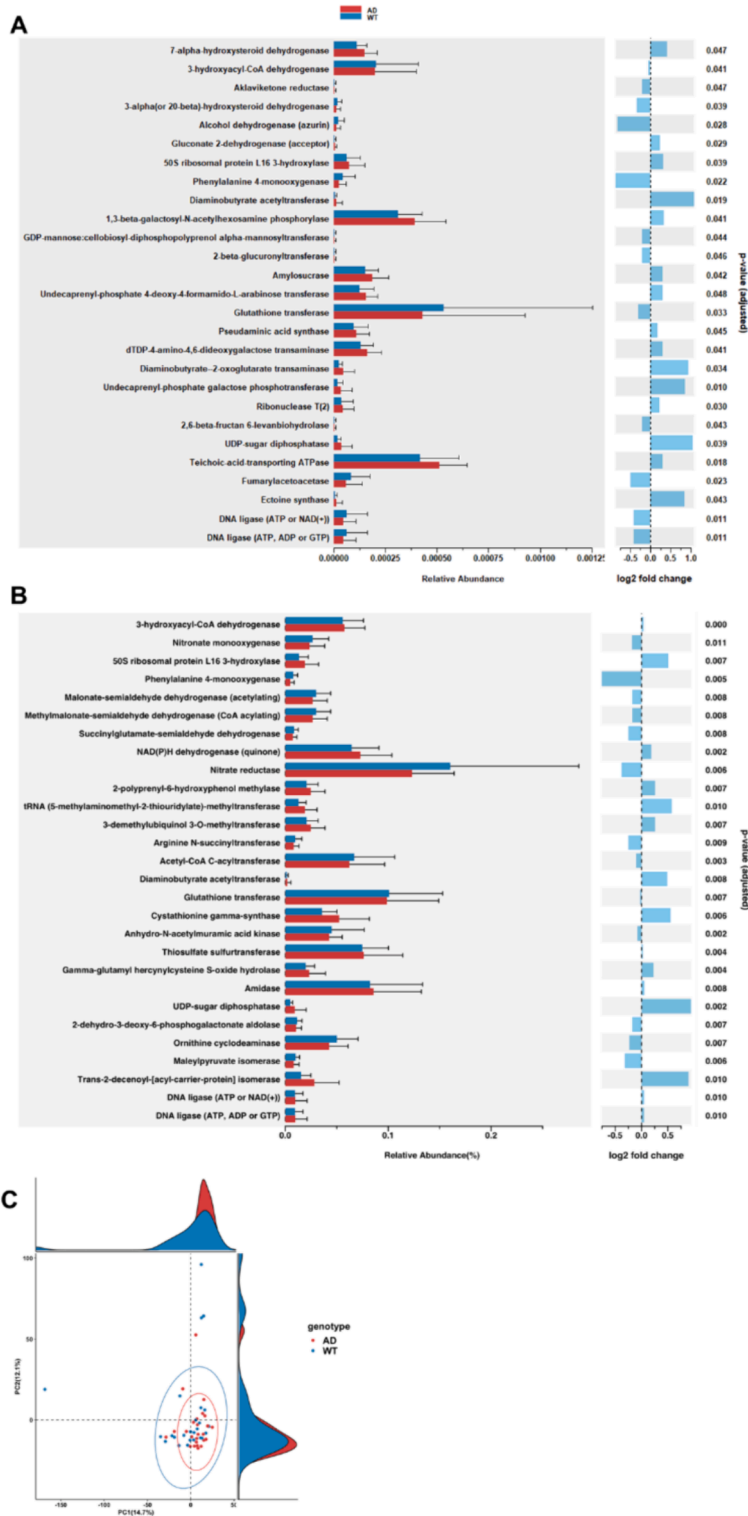 AD
WT
A
7-alpha-hydroxysteroid dehydrogenase 0.047
3-hydroxyacyl-CoA dehydrogenase 0.041
Aklaviketone reductase 0.047
3-alpha(or 20-beta)-hydroxysteroid dehydrogenase 0.039
Alcohol dehydrogenase (azurin) 0.028
Gluconate 2-dehydrogenase (acceptor) 0.029
50S ribosomal protein L16 3-hydroxylase 0.039
Phenylalanine 4-monooxygenase 0.022
Diaminobutyrate acetyltransferase 0.019
1,3-beta-galactosyl-N-acetylhexosamine phosphorylase 0.041
GDP-mannose:cellobiosyl-diphosphopolyprenol alpha-mannosyltransferase 0.044
2-beta-glucuronyltransferase 0.046
Amylosucrase 0.042
Undecaprenyl-phosphate 4-deoxy-4-formamido-L-arabinose transferase 0.048
Glutathione transferase 0.033
Pseudaminic acid synthase 0.045
dTDP-4-amino-4,6-dideoxygalactose transaminase 0.041
Diaminobutyrate--2-oxoglutarate transaminase 0.034
Undecaprenyl-phosphate galactose phosphotransferase 0.010
Ribonuclease T(2) 0.030
2,6-beta-fructan 6-levanbiohydrolase 0.043
UDP-sugar diphosphatase 0.039
Teichoic-acid-transporting ATPase 0.018
Fumarylacetoacetase 0.023
Ectoine synthase 0.043
DNA ligase (ATP or NAD(+)) 0.011
DNA ligase (ATP, ADP or GTP) 0.011
p-value (adjusted)
0.00000 0.00025 0.00050 0.00075 0.00100 0.00125 -0.5 0.0 0.5 1.0
Relative Abundance log2 fold change
B
3-hydroxyacyl-CoA dehydrogenase 0.000
Nitronate monooxygenase 0.011
50S ribosomal protein L16 3-hydroxylase 0.007
Phenylalanine 4-monooxygenase 0.005
Malonate-semialdehyde dehydrogenase (acetylating) 0.008
Methylmalonate-semialdehyde dehydrogenase (CoA acylating) 0.008
Succinylglutamate-semialdehyde dehydrogenase 0.008
NAD(P)H dehydrogenase (quinone) 0.002
Nitrate reductase 0.006
2-polyprenyl-6-hydroxyphenol methylase 0.007
tRNA (5-methylaminomethyl-2-thiouridylate)-methyltransferase 0.010
3-demethylubiquinol 3-O-methyltransferase 0.007
Arginine N-succinyltransferase 0.009
Acetyl-CoA C-acyltransferase 0.003
Diaminobutyrate acetyltransferase 0.008
Glutathione transferase 0.007
Cystathionine gamma-synthase 0.006
Anhydro-N-acetylmuramic acid kinase 0.002
Thiosulfate sulfurtransferase 0.004
Gamma-glutamyl hercynylcysteine S-oxide hydrolase 0.004
Amidase 0.008
UDP-sugar diphosphatase 0.002
2-dehydro-3-deoxy-6-phosphogalactonate aldolase 0.007
Ornithine cyclodeaminase 0.007
Maleylpyruvate isomerase 0.006
Trans-2-decenoyl-[acyl-carrier-protein] isomerase 0.010
DNA ligase (ATP or NAD(+)) 0.010
DNA ligase (ATP, ADP or GTP) 0.010
p-value (adjusted)
0.0 0.1 0.2 -0.5 0.0 0.5
Relative Abundance(%) log2 fold change
C
100
50
0
PC2(12.1%)
-150 -100 -50 0 50
PC1(14.7%)
genotype
AD
WT